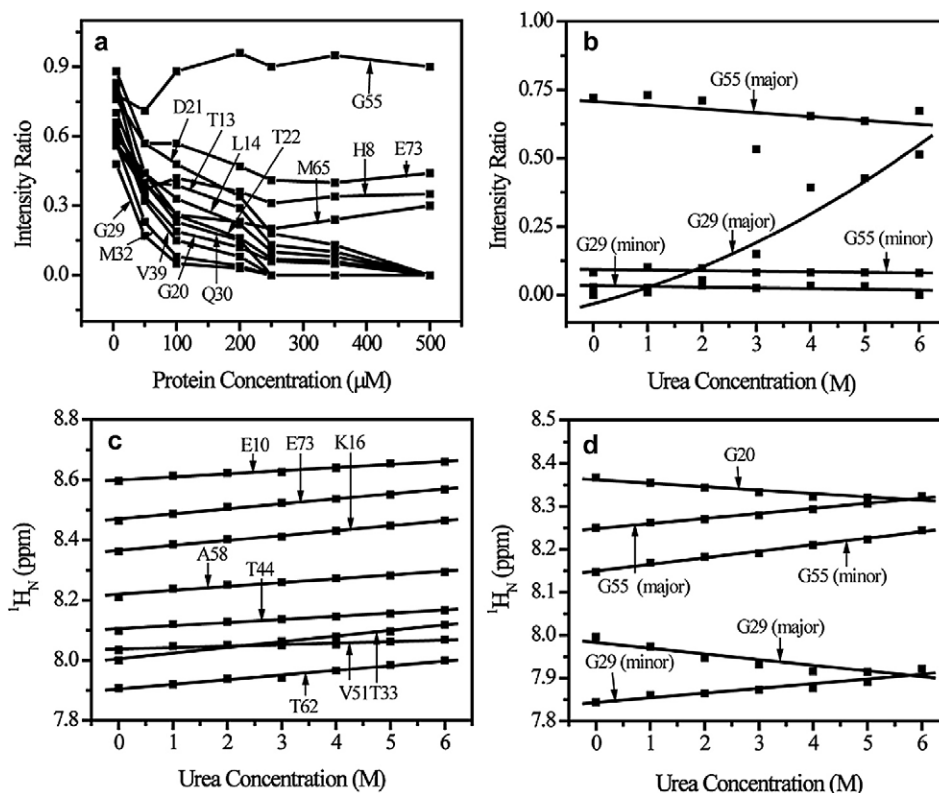 a
Intensity Ratio
0.9
0.6
0.3
0.0
G55
D21
T13
L14
T22
M65
H8
E73
G29
M32
V39
G20
Q30
0 100 200 300 400 500
Protein Concentration (µM)
b
Intensity Ratio
1.00
0.75
0.50
0.25
0.00
G55 (major)
G29 (minor)
G29 (major)
G55 (minor)
0 1 2 3 4 5 6
Urea Concentration (M)
c
¹H_N (ppm)
8.8
8.6
8.4
8.2
8.0
7.8
E10
E73
K16
A58
T44
V51
T33
T62
0 1 2 3 4 5 6
Urea Concentration (M)
d
¹H_N (ppm)
8.5
8.4
8.3
8.2
8.1
8.0
7.9
7.8
G20
G55 (major)
G55 (minor)
G29 (major)
G29 (minor)
0 1 2 3 4 5 6
Urea Concentration (M)